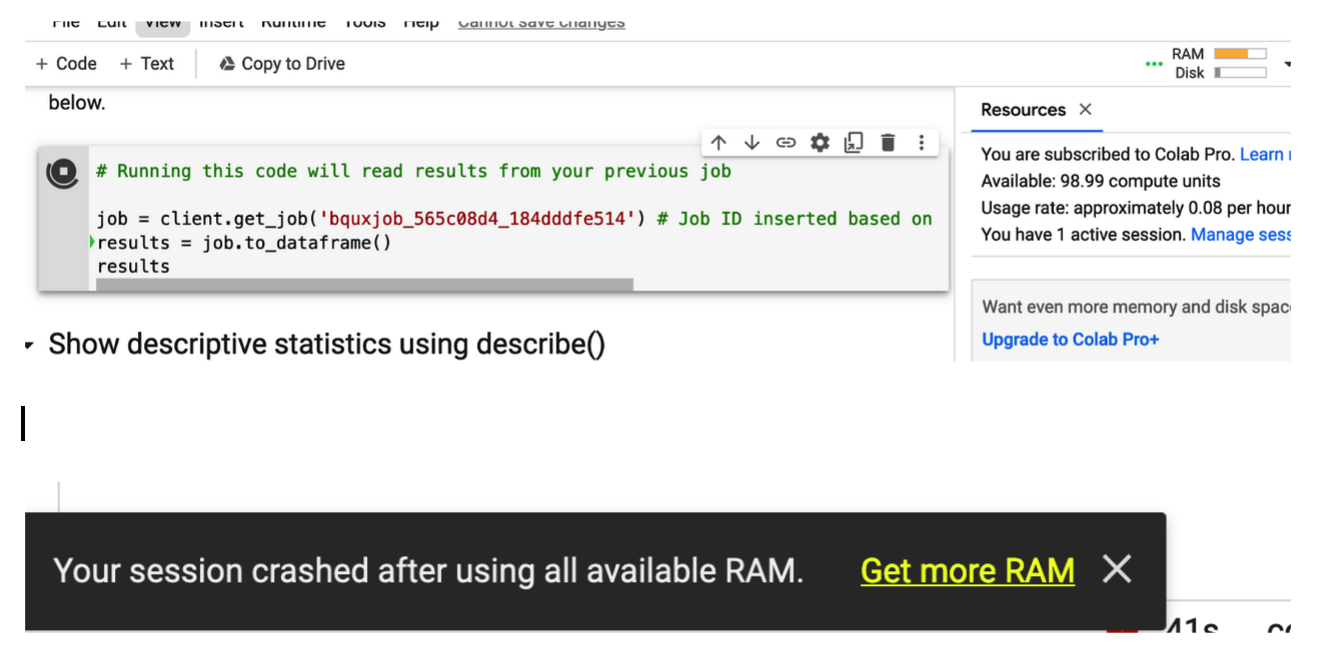 File Edit View Insert Runtime Tools Help Cannot save changes
+ Code + Text Copy to Drive
RAM
Disk
below.
# Running this code will read results from your previous job
job = client.get_job('bquxjob_565c08d4_184dddfe514') # Job ID inserted based on
results = job.to_dataframe()
results
Show descriptive statistics using describe()
Resources
You are subscribed to Colab Pro. Learn
Available: 98.99 compute units
Usage rate: approximately 0.08 per hour
You have 1 active session. Manage sess
Want even more memory and disk spac
Upgrade to Colab Pro+
Your session crashed after using all available RAM. Get more RAM
41s